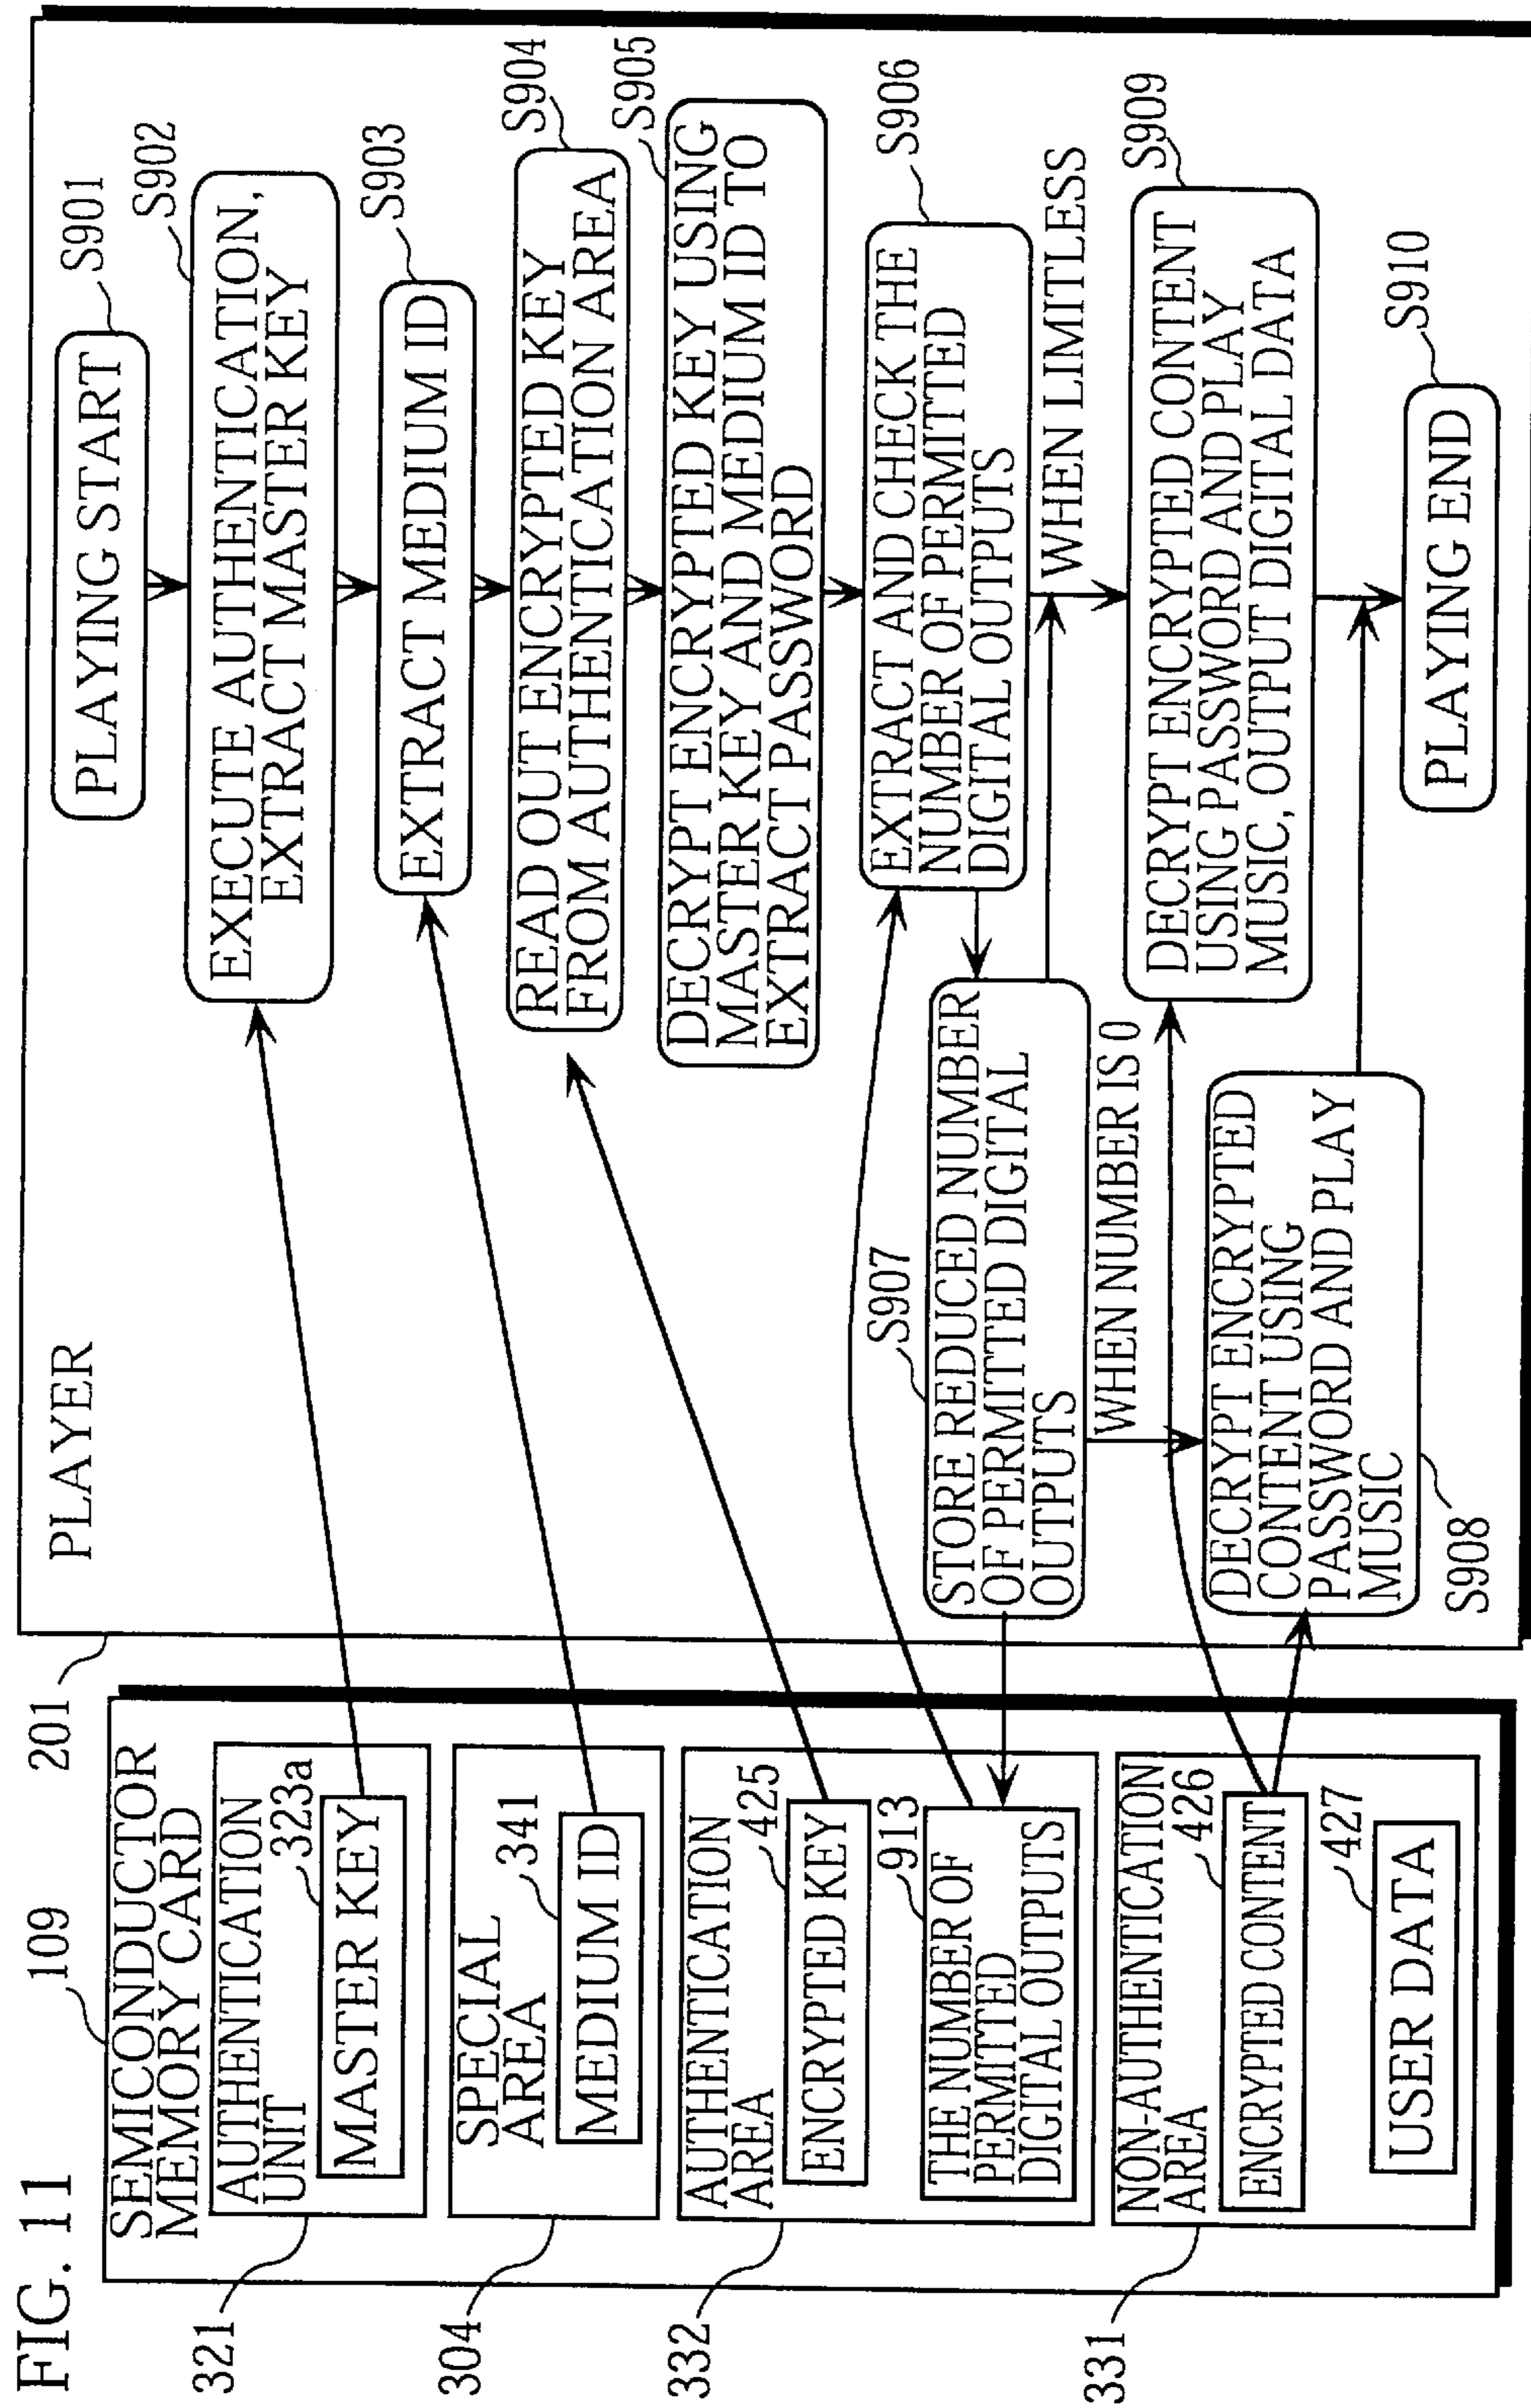 FIG. 11
109
SEMICONDUCTOR
MEMORY CARD
321
AUTHENTICATION
UNIT
323a
MASTER KEY
304
SPECIAL
AREA
341
MEDIUM ID
332
AUTHENTICATION
AREA
425
ENCRYPTED KEY
913
THE NUMBER OF
PERMITTED
DIGITAL OUTPUTS
331
NON-AUTHENTICATION
AREA
426
ENCRYPTED CONTENT
427
USER DATA
201
PLAYER
PLAYING START
S901
EXECUTE AUTHENTICATION,
EXTRACT MASTER KEY
S902
EXTRACT MEDIUM ID
S903
READ OUT ENCRYPTED KEY
FROM AUTHENTICATION AREA
S904
DECRYPT ENCRYPTED KEY USING
MASTER KEY AND MEDIUM ID TO
EXTRACT PASSWORD
S905
EXTRACT AND CHECK THE
NUMBER OF PERMITTED
DIGITAL OUTPUTS
S906
WHEN LIMITLESS
S907
STORE REDUCED NUMBER
OF PERMITTED DIGITAL
OUTPUTS
WHEN NUMBER IS 0
DECRYPT ENCRYPTED
CONTENT USING
PASSWORD AND PLAY
MUSIC
S908
DECRYPT ENCRYPTED CONTENT
USING PASSWORD AND PLAY
MUSIC, OUTPUT DIGITAL DATA
S909
PLAYING END
S910